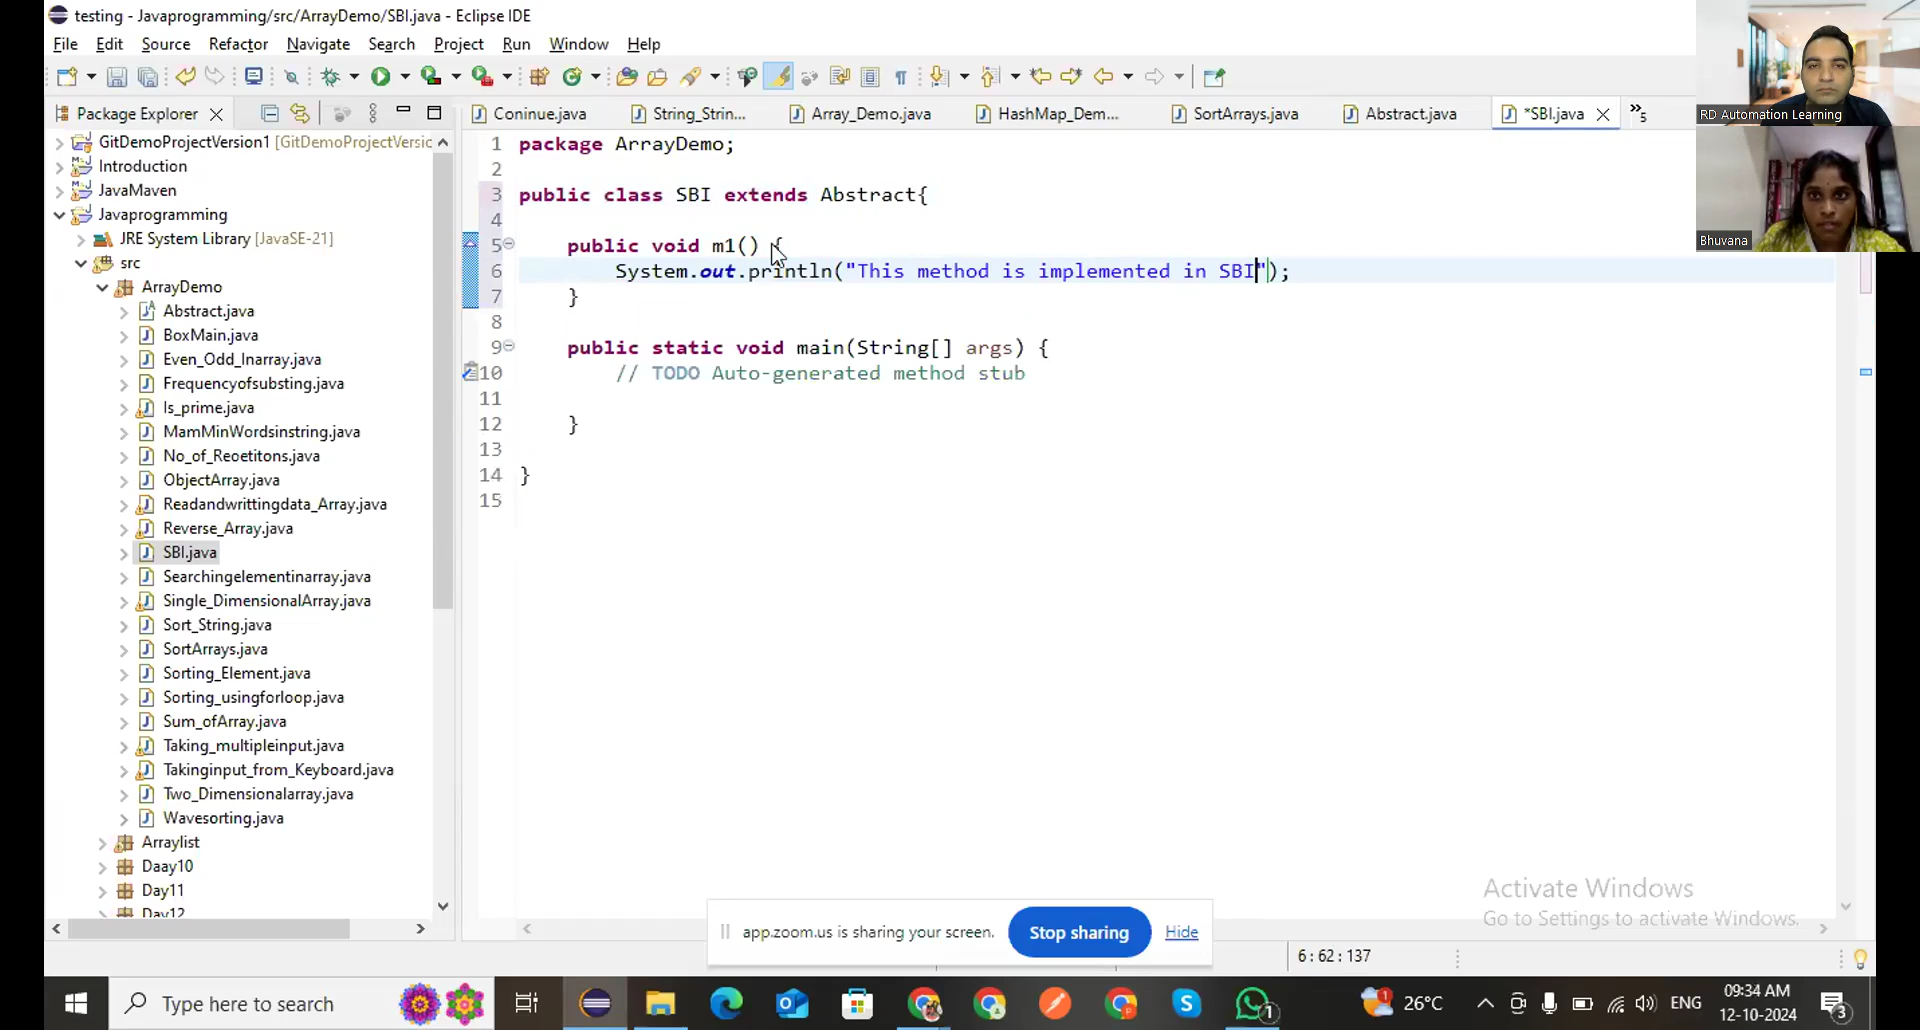 testing - Javaprogramming/src/ArrayDemo/SBI.java - Eclipse IDE
File Edit Source Refactor Navigate Search Project Run Window Help
Package Explorer
Coninue.java String_Strin... Array_Demo.java HashMap_Dem... SortArrays.java Abstract.java *SBI.java »5
GitDemoProjectVersion1 [GitDemoProjectVersic
Introduction
JavaMaven
Javaprogramming
JRE System Library [JavaSE-21]
src
ArrayDemo
Abstract.java
BoxMain.java
Even_Odd_Inarray.java
Frequencyofsubsting.java
Is_prime.java
MamMinWordsinstring.java
No_of_Reoetitons.java
ObjectArray.java
Readandwrittingdata_Array.java
Reverse_Array.java
SBI.java
Searchingelementinarray.java
Single_DimensionalArray.java
Sort_String.java
SortArrays.java
Sorting_Element.java
Sorting_usingforloop.java
Sum_ofArray.java
Taking_multipleinput.java
Takinginput_from_Keyboard.java
Two_Dimensionalarray.java
Wavesorting.java
Arraylist
Daay10
Day11
Day12
1 package ArrayDemo;
2
3 public class SBI extends Abstract{
4
5 public void m1() {
6 System.out.println("This method is implemented in SBI");
7 }
8
9 public static void main(String[] args) {
10 // TODO Auto-generated method stub
11
12 }
13
14 }
15
RD Automation Learning
Bhuvana
Activate Windows
Go to Settings to activate Windows.
app.zoom.us is sharing your screen. Stop sharing Hide
6 : 62 : 137
Type here to search
1
1
26°C
ENG
09:34 AM
12-10-2024
3